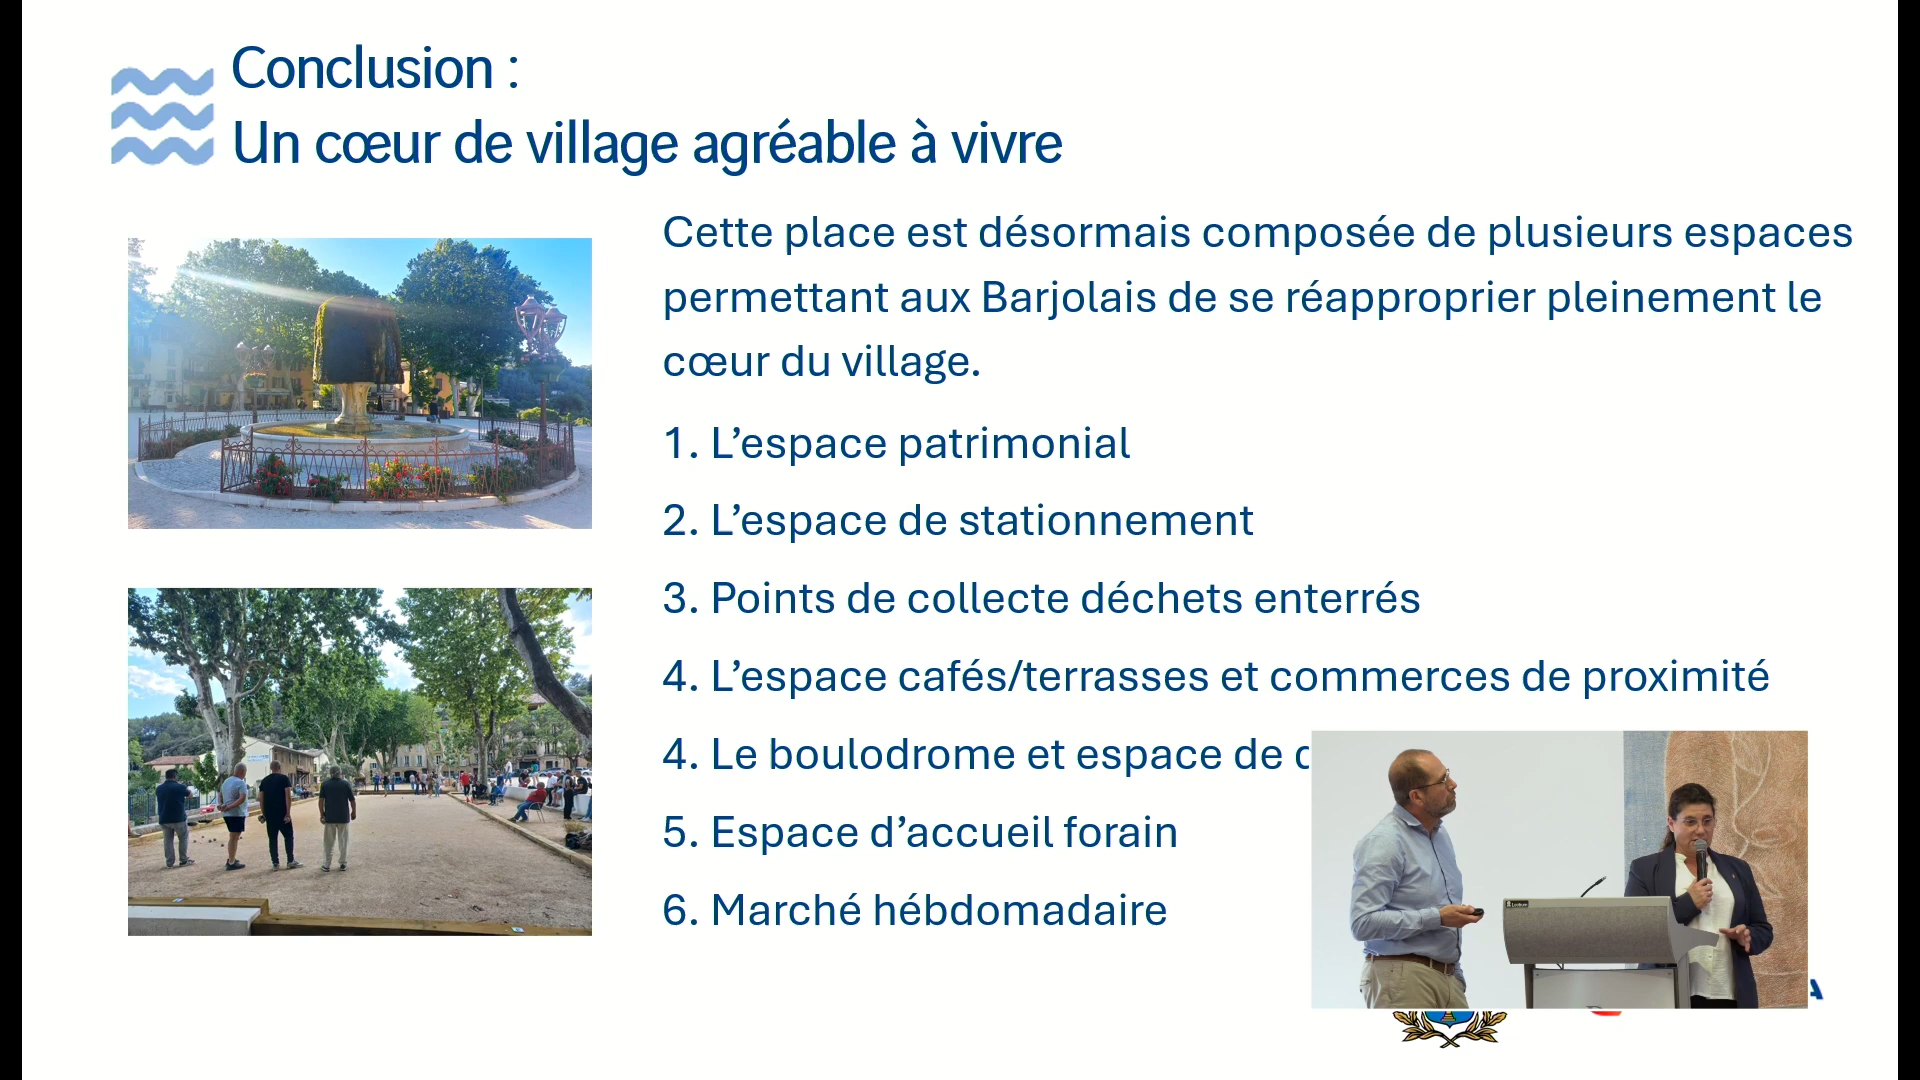 Conclusion :
Un cœur de village agréable à vivre
Cette place est désormais composée de plusieurs espaces
permettant aux Barjolais de se réapproprier pleinement le
cœur du village.
1. L’espace patrimonial
2. L’espace de stationnement
3. Points de collecte déchets enterrés
4. L’espace cafés/terrasses et commerces de proximité
4. Le boulodrome et espace de
5. Espace d’accueil forain
6. Marché hébdomadaire